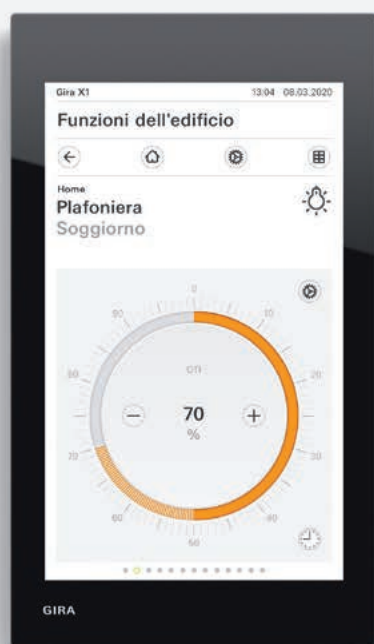 Gira X1 13:04 08.03.2020
Funzioni dell'edificio
Home
Plafoniera
Soggiorno
0
90 10
on
80 20
70
%
70 30
60 40
50
GIRA